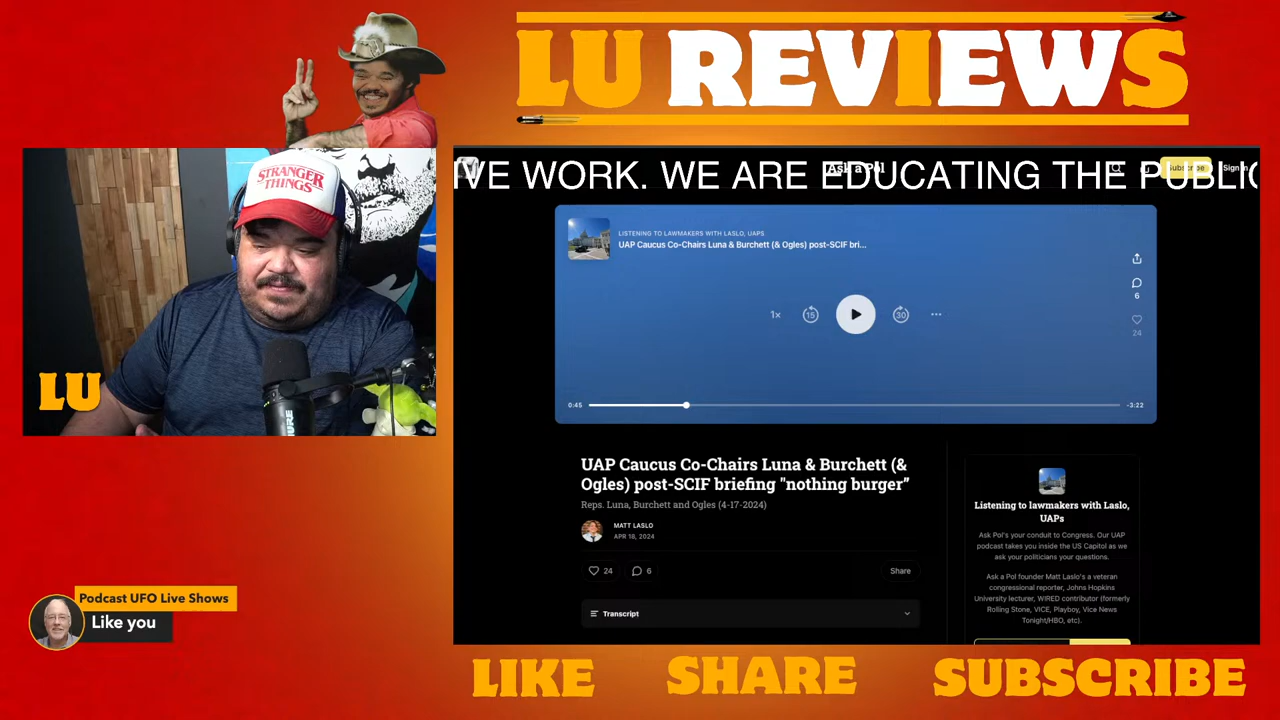 LU REVIEWS
STRANGER
THINGS
LU
IVE WORK. WE ARE EDUCATING THE PUBLIC
Ask a Pol
Subscribe
Sign in
LISTENING TO LAWMAKERS WITH LASLO, UAPS
UAP Caucus Co-Chairs Luna & Burchett (& Ogles) post-SCIF bri...
1x
15
30
6
24
0:45
-3:22
UAP Caucus Co-Chairs Luna & Burchett (&
Ogles) post-SCIF briefing "nothing burger”
Reps. Luna, Burchett and Ogles (4-17-2024)
MATT LASLO
APR 18, 2024
24
6
Share
Transcript
Listening to lawmakers with Laslo,
UAPs
Ask Pol's your conduit to Congress. Our UAP
podcast takes you inside the US Capitol as we
ask your politicians your questions.
Ask a Pol founder Matt Laslo's a veteran
congressional reporter, Johns Hopkins
University lecturer, WIRED contributor (formerly
Rolling Stone, VICE, Playboy, Vice News
Tonight/HBO, etc).
Podcast UFO Live Shows
Like you
LIKE
SHARE
SUBSCRIBE